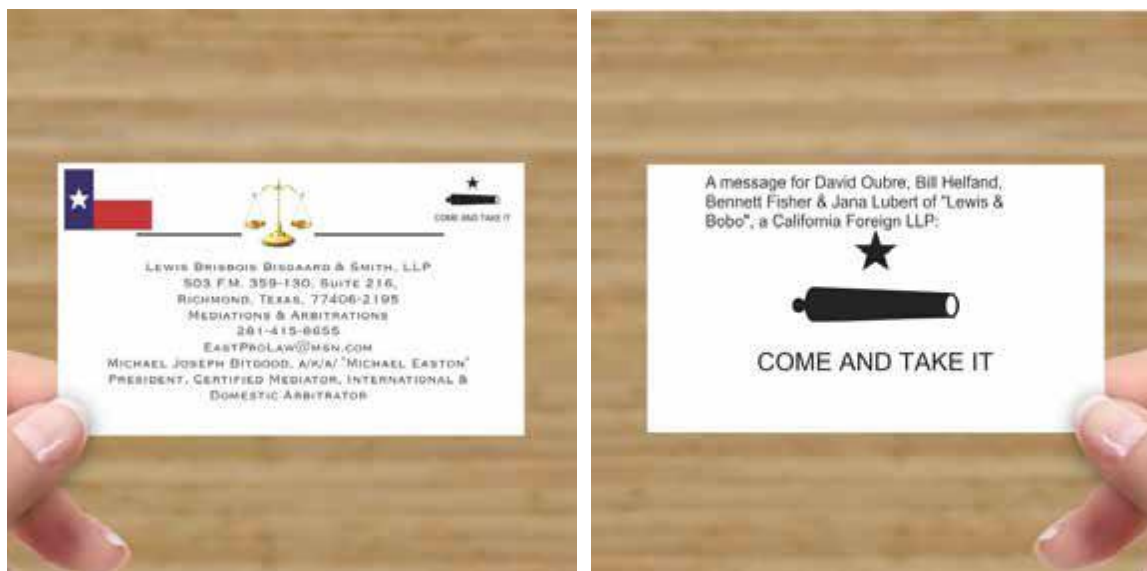 COME AND TAKE IT
LEWIS BRISBOIS BISGAARD & SMITH, LLP
503 F.M. 359-130, SUITE 216,
RICHMOND, TEXAS, 77406-2195
MEDIATIONS & ARBITRATIONS
281-415-8655
EASTPROLAW@MSN.COM
MICHAEL JOSEPH BITGOOD, A/K/A/ "MICHAEL EASTON"
PRESIDENT, CERTIFIED MEDIATOR, INTERNATIONAL &
DOMESTIC ARBITRATOR
A message for David Oubre, Bill Helfand,
Bennett Fisher & Jana Lubert of "Lewis &
Bobo", a California Foreign LLP:
COME AND TAKE IT